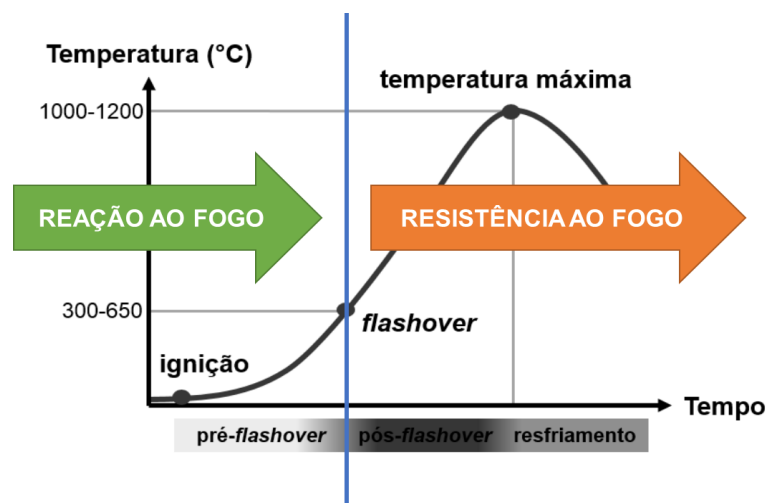 Temperatura (°C)
temperatura máxima
1000-1200
REAÇÃO AO FOGO
RESISTÊNCIA AO FOGO
300-650
flashover
ignição
Tempo
pré-flashover
pós-flashover
resfriamento